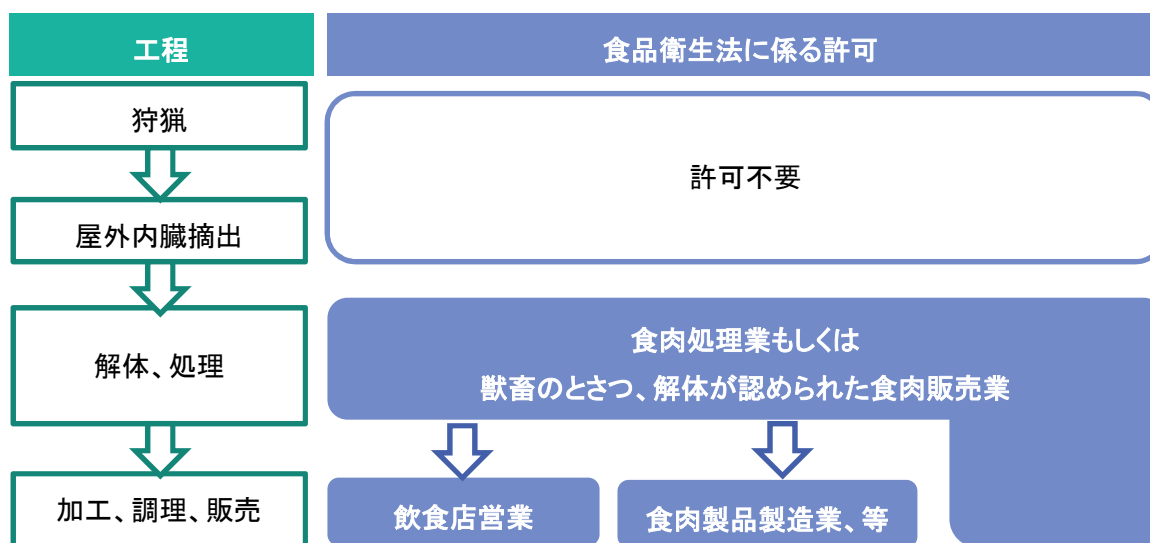 工程
食品衛生法に係る許可
狩猟
許可不要
屋外内臓摘出
解体、処理
食肉処理業もしくは
獣畜のとさつ、解体が認められた食肉販売業
加工、調理、販売
飲食店営業
食肉製品製造業、等